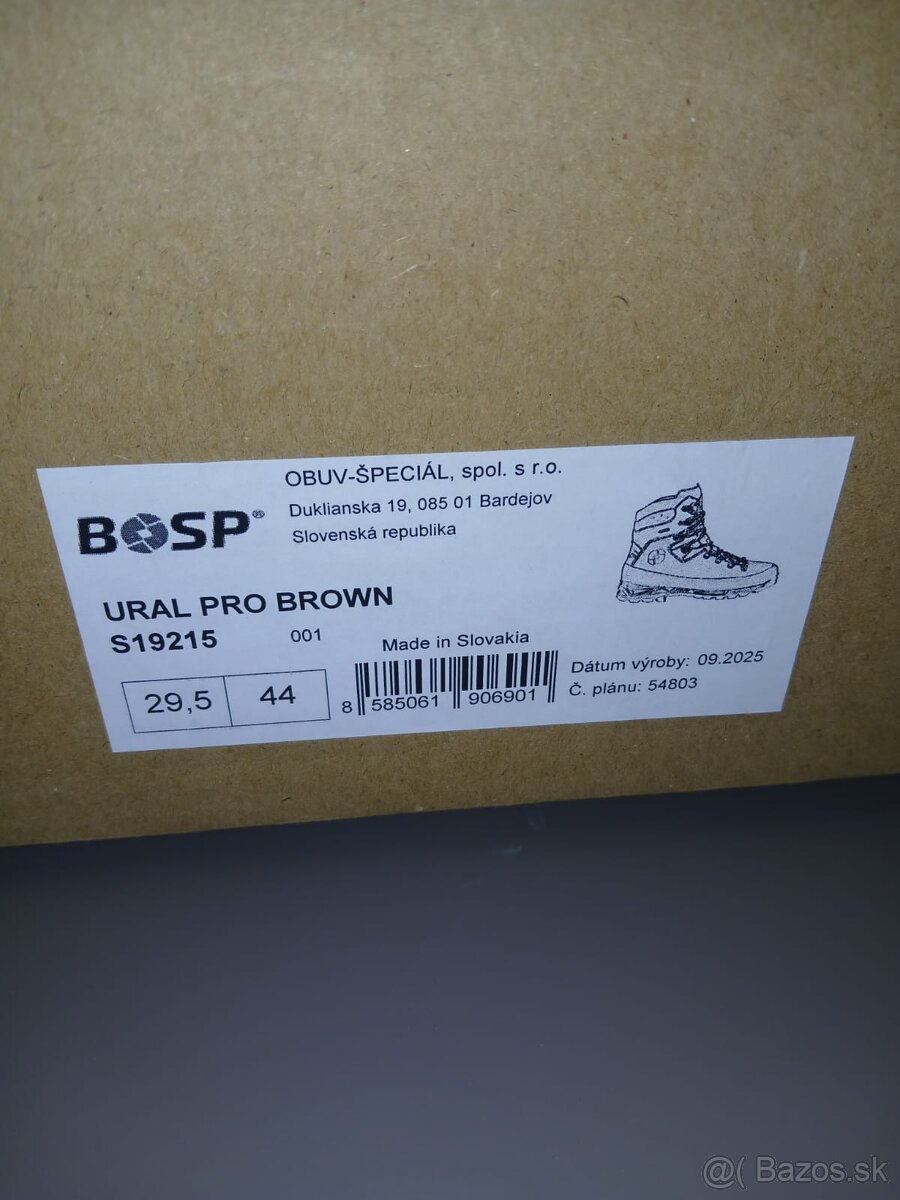 OBUV-ŠPECIÁL, spol. s r.o.
Duklianska 19, 085 01 Bardejov
Slovenská republika
BOSP®
URAL PRO BROWN
S19215 001
Made in Slovakia
29,5 44
8 585061 906901
Dátum výroby: 09.2025
Č. plánu: 54803
@( Bazos.sk